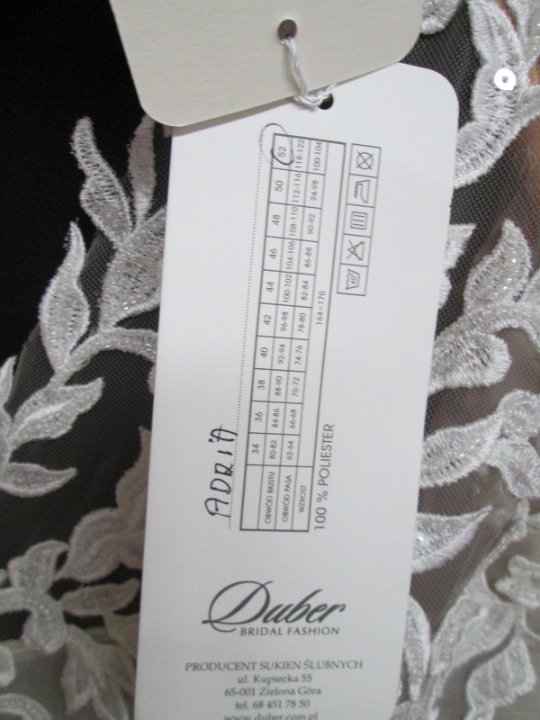 ADRIA
34 36 38 40 42 44 46 48 50 52
OBWÓD BIUSTU 80-82 84-86 88-90 92-94 96-98 100-102 104-106 108-110 112-116 118-122
OBWÓD PASA 62-64 66-68 70-72 74-76 78-80 82-84 86-88 90-92 94-98 100-104
WZROST 164÷170
100 % POLIESTER
40°
Duber
BRIDAL FASHION
PRODUCENT SUKIEN ŚLUBNYCH
ul. Kupiecka 55
65-001 Zielona Góra
tel. 68 451 78 50
www.duber.com.pl